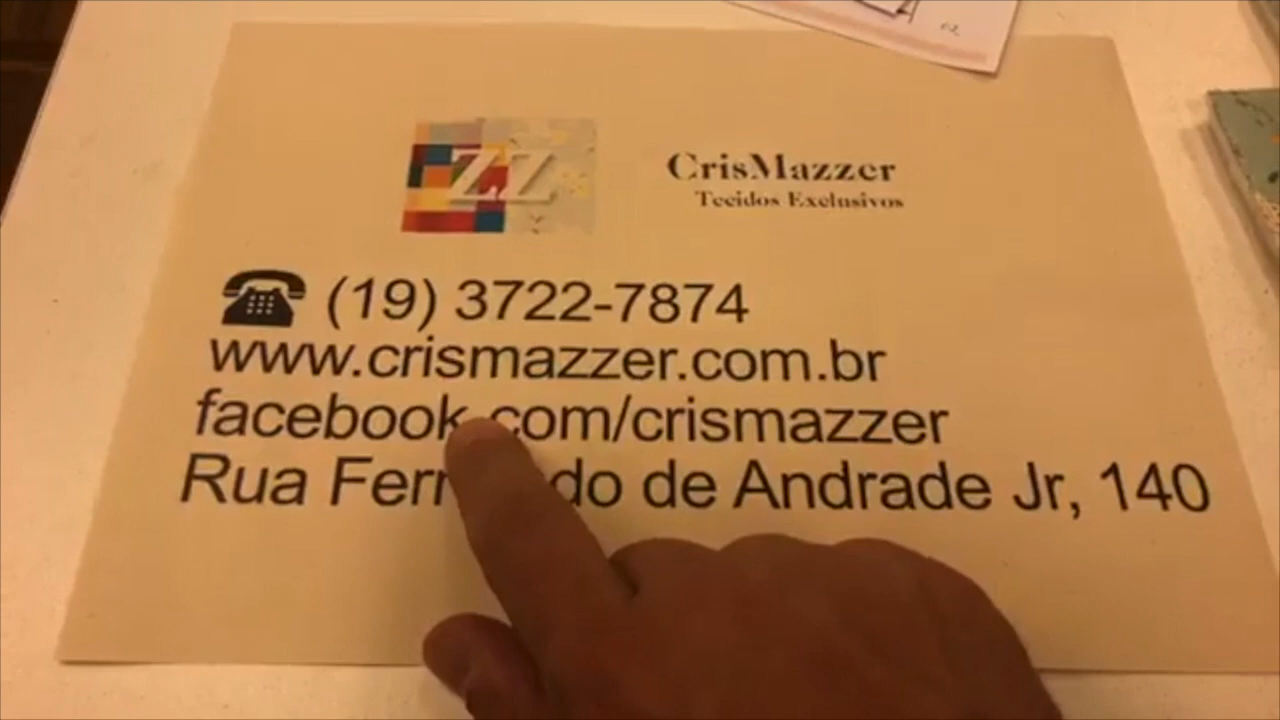 ZZ
CrisMazzer
Tecidos Exclusivos
(19) 3722-7874
www.crismazzer.com.br
facebook.com/crismazzer
Rua de Andrade Jr, 140